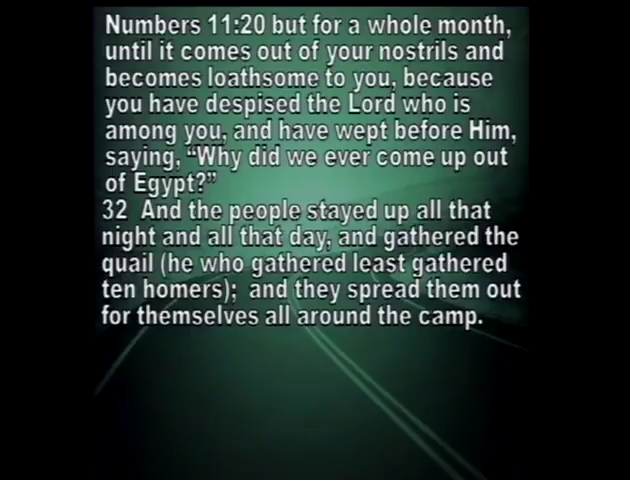 Numbers 11:20 but for a whole month,
until it comes out of your nostrils and
becomes loathsome to you, because
you have despised the Lord who is
among you, and have wept before Him,
saying, “Why did we ever come up out
of Egypt?”
32 And the people stayed up all that
night and all that day, and gathered the
quail (he who gathered least gathered
ten homers); and they spread them out
for themselves all around the camp.